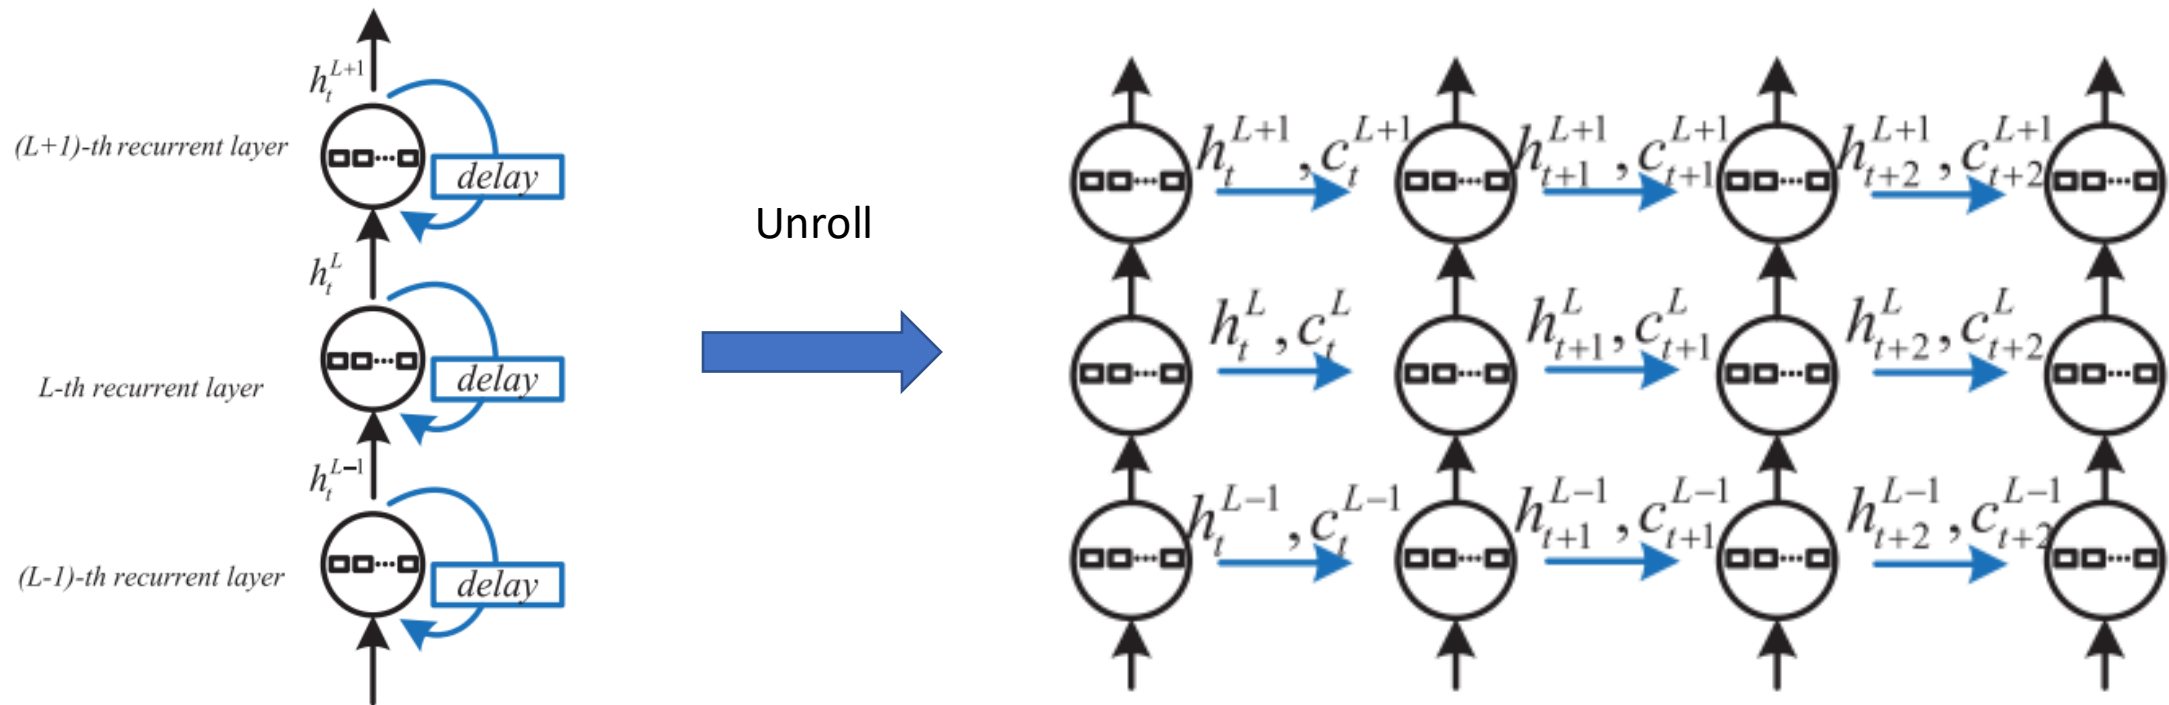 h_t^{L+1}
(L+1)-th recurrent layer
delay
h_t^L
L-th recurrent layer
delay
h_t^{L-1}
(L-1)-th recurrent layer
delay
Unroll
h_t^{L+1}, c_t^{L+1} h_{t+1}^{L+1}, c_{t+1}^{L+1} h_{t+2}^{L+1}, c_{t+2}^{L+1}
h_t^L, c_t^L h_{t+1}^L, c_{t+1}^L h_{t+2}^L, c_{t+2}^L
h_t^{L-1}, c_t^{L-1} h_{t+1}^{L-1}, c_{t+1}^{L-1} h_{t+2}^{L-1}, c_{t+2}^{L-1}